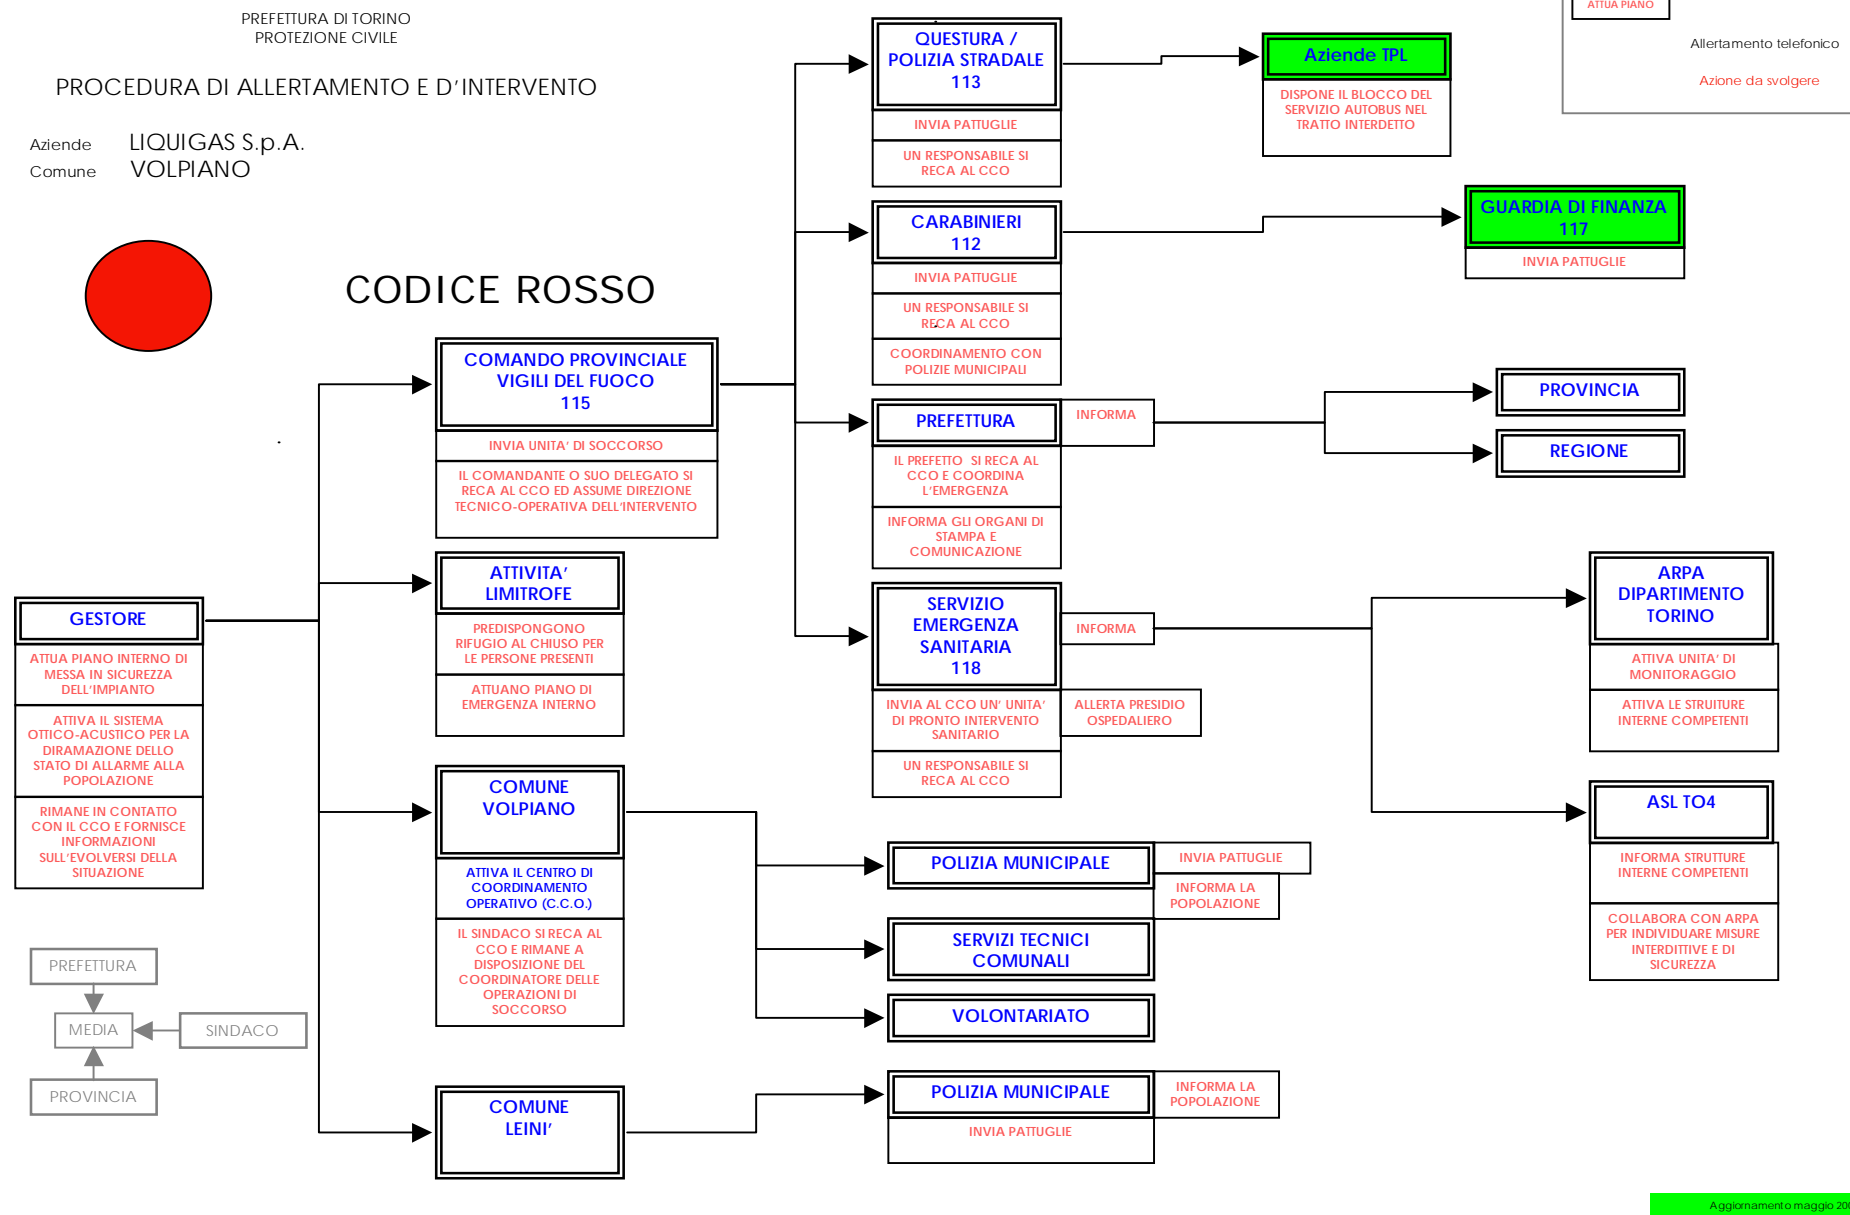 PREFETTURA DI TORINO
PROTEZIONE CIVILE
PROCEDURA DI ALLERTAMENTO E D'INTERVENTO
Aziende LIQUIGAS S.p.A.
Comune VOLPIANO
CODICE ROSSO
ATTUA PIANO
Allertamento telefonico
Azione da svolgere
GESTORE
ATTUA PIANO INTERNO DI
MESSA IN SICUREZZA
DELL'IMPIANTO
ATTIVA IL SISTEMA
OTTICO-ACUSTICO PER LA
DIRAMAZIONE DELLO
STATO DI ALLARME ALLA
POPOLAZIONE
RIMANE IN CONTATTO
CON IL CCO E FORNISCE
INFORMAZIONI
SULL'EVOLVERSI DELLA
SITUAZIONE
PREFETTURA
MEDIA
SINDACO
PROVINCIA
COMANDO PROVINCIALE
VIGILI DEL FUOCO
115
INVIA UNITA' DI SOCCORSO
IL COMANDANTE O SUO DELEGATO SI
RECA AL CCO ED ASSUME DIREZIONE
TECNICO-OPERATIVA DELL'INTERVENTO
ATTIVITA'
LIMITROFE
PREDISPONGONO
RIFUGIO AL CHIUSO PER
LE PERSONE PRESENTI
ATTUANO PIANO DI
EMERGENZA INTERNO
COMUNE
VOLPIANO
ATTIVA IL CENTRO DI
COORDINAMENTO
OPERATIVO (C.C.O.)
IL SINDACO SI RECA AL
CCO E RIMANE A
DISPOSIZIONE DEL
COORDINATORE DELLE
OPERAZIONI DI
SOCCORSO
COMUNE
LEINI'
QUESTURA /
POLIZIA STRADALE
113
INVIA PATTUGLIE
UN RESPONSABILE SI
RECA AL CCO
CARABINIERI
112
INVIA PATTUGLIE
UN RESPONSABILE SI
RECA AL CCO
COORDINAMENTO CON
POLIZIE MUNICIPALI
PREFETTURA
INFORMA
IL PREFETTO SI RECA AL
CCO E COORDINA
L'EMERGENZA
INFORMA GLI ORGANI DI
STAMPA E
COMUNICAZIONE
SERVIZIO
EMERGENZA
SANITARIA
118
INFORMA
INVIA AL CCO UN' UNITA'
DI PRONTO INTERVENTO
SANITARIO
ALLERTA PRESIDIO
OSPEDALIERO
UN RESPONSABILE SI
RECA AL CCO
POLIZIA MUNICIPALE
INVIA PATTUGLIE
INFORMA LA
POPOLAZIONE
SERVIZI TECNICI
COMUNALI
VOLONTARIATO
POLIZIA MUNICIPALE
INFORMA LA
POPOLAZIONE
INVIA PATTUGLIE
Aziende TPL
DISPONE IL BLOCCO DEL
SERVIZIO AUTOBUS NEL
TRATTO INTERDETTO
GUARDIA DI FINANZA
117
INVIA PATTUGLIE
PROVINCIA
REGIONE
ARPA
DIPARTIMENTO
TORINO
ATTIVA UNITA' DI
MONITORAGGIO
ATTIVA LE STRUITURE
INTERNE COMPETENTI
ASL TO4
INFORMA STRUTTURE
INTERNE COMPETENTI
COLLABORA CON ARPA
PER INDIVIDUARE MISURE
INTERDITTIVE E DI
SICUREZZA
Aggiornamento maggio